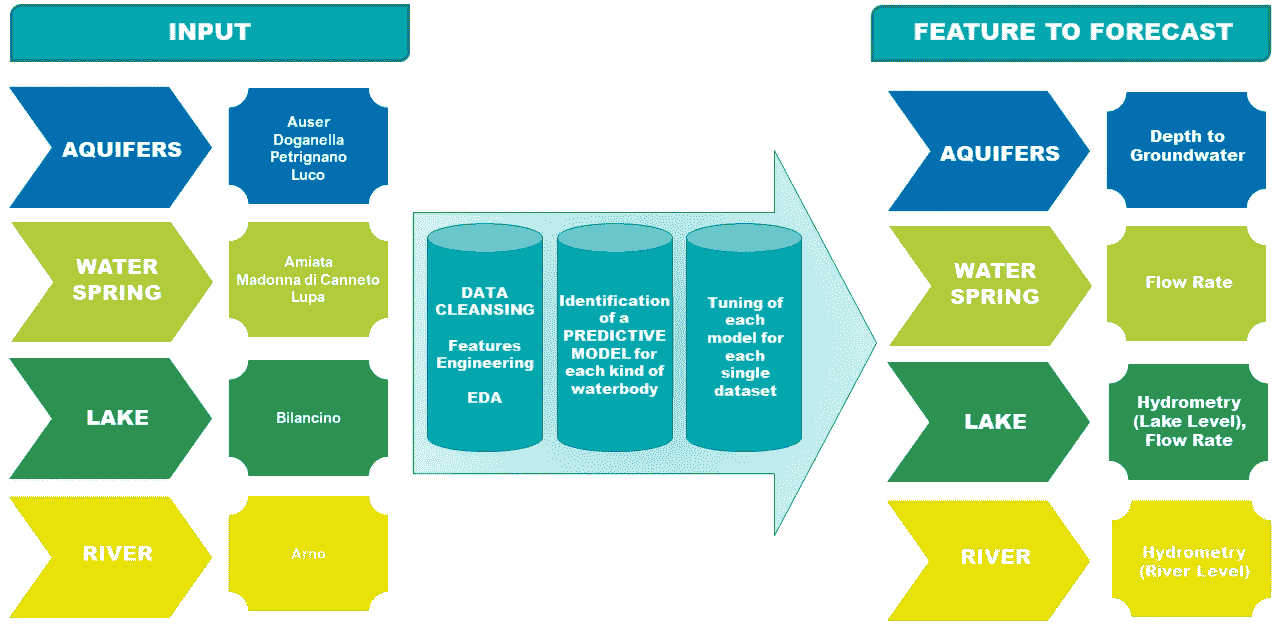 INPUT
FEATURE TO FORECAST
AQUIFERS
Auser
Doganella
Petrignano
Luco
WATER
SPRING
Amiata
Madonna di Canneto
Lupa
LAKE
Bilancino
RIVER
Arno
DATA
CLEANSING
Features
Engineering
EDA
Identification
of a
PREDICTIVE
MODEL for
each kind of
waterbody
Tuning of
each
model for
each
single
dataset
AQUIFERS
Depth to
Groundwater
WATER
SPRING
Flow Rate
LAKE
Hydrometry
(Lake Level),
Flow Rate
RIVER
Hydrometry
(River Level)